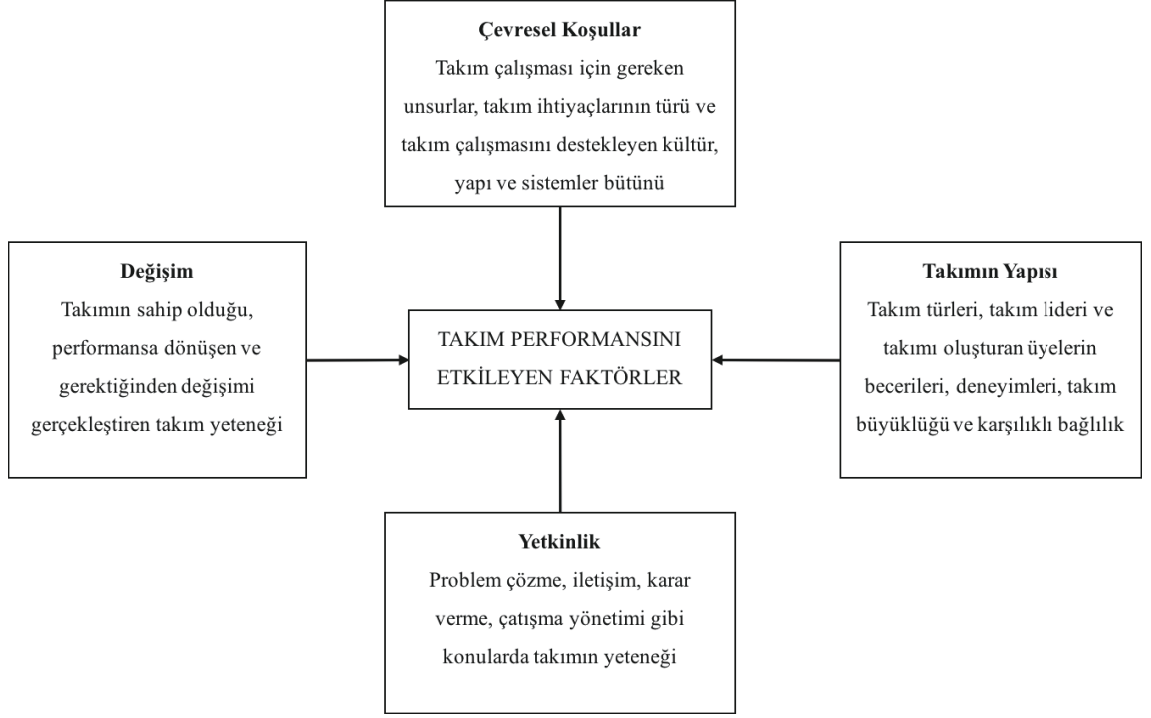 Çevresel Koşullar
Takım çalışması için gereken
unsurlar, takım ihtiyaçlarının türü ve
takım çalışmasını destekleyen kültür,
yapı ve sistemler bütünü
Değişim
Takımın sahip olduğu,
performansa dönüşen ve
gerektiğinden değişimi
gerçekleştiren takım yeteneği
TAKIM PERFORMANSINI
ETKİLEYEN FAKTÖRLER
Takımın Yapısı
Takım türleri, takım lideri ve
takımı oluşturan üyelerin
becerileri, deneyimleri, takım
büyüklüğü ve karşılıklı bağlılık
Yetkinlik
Problem çözme, iletişim, karar
verme, çatışma yönetimi gibi
konularda takımın yeteneği